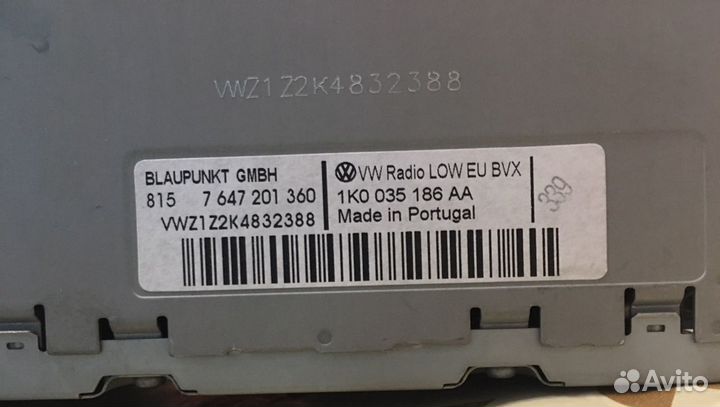 VWZ1Z2K4832388
BLAUPUNKT GMBH
815 7 647 201 360
VWZ1Z2K4832388
VW Radio LOW EU BVX
1K0 035 186 AA
Made in Portugal
339
Avito